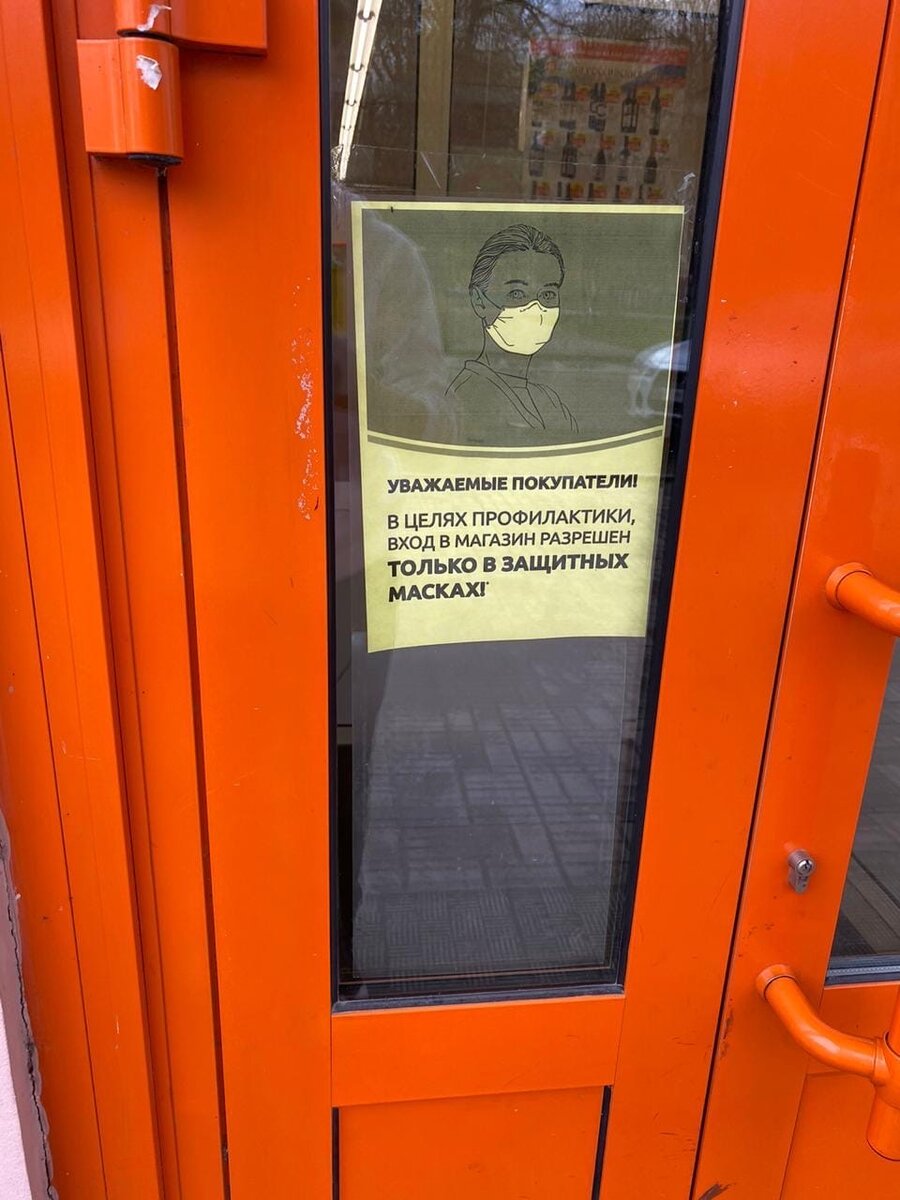 УВАЖАЕМЫЕ ПОКУПАТЕЛИ!
В ЦЕЛЯХ ПРОФИЛАКТИКИ,
ВХОД В МАГАЗИН РАЗРЕШЕН
ТОЛЬКО В ЗАЩИТНЫХ
МАСКАХ!*